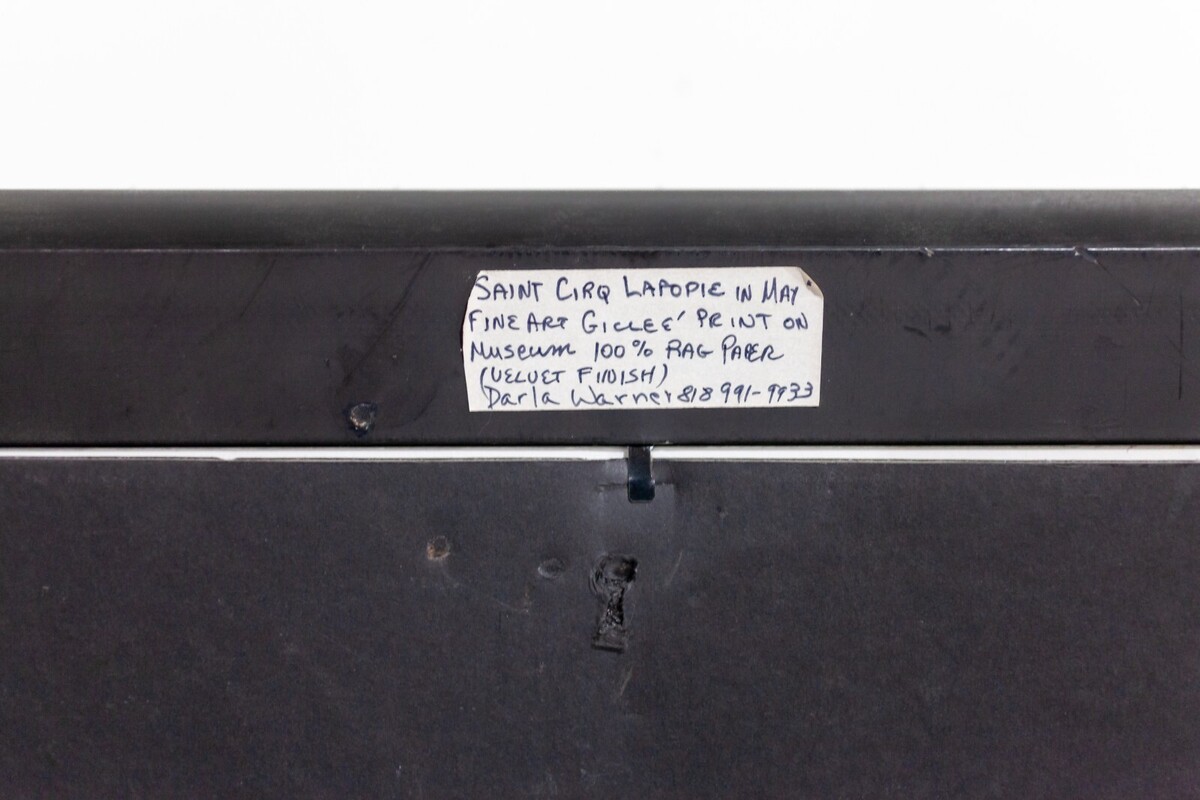 SAINT CIRQ LAPOPIE IN MAY
FINE ART GICLEE' PRINT ON
MUSEUM 100% RAG PAPER
(VELVET FINISH)
Darla Warner 818 991-9933